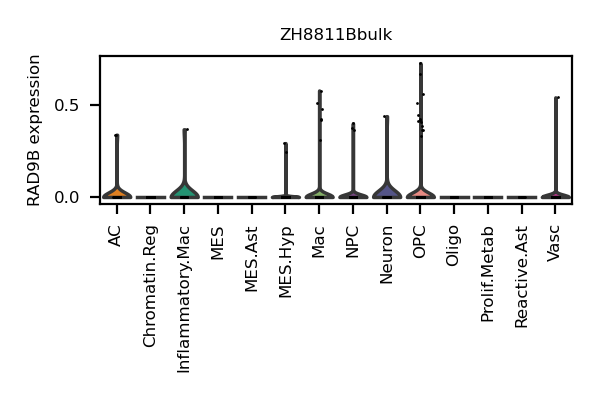 ZH8811Bbulk
RAD9B expression
0.5
0.0
AC
Chromatin.Reg
Inflammatory.Mac
MES
MES.Ast
MES.Hyp
Mac
NPC
Neuron
OPC
Oligo
Prolif.Metab
Reactive.Ast
Vasc